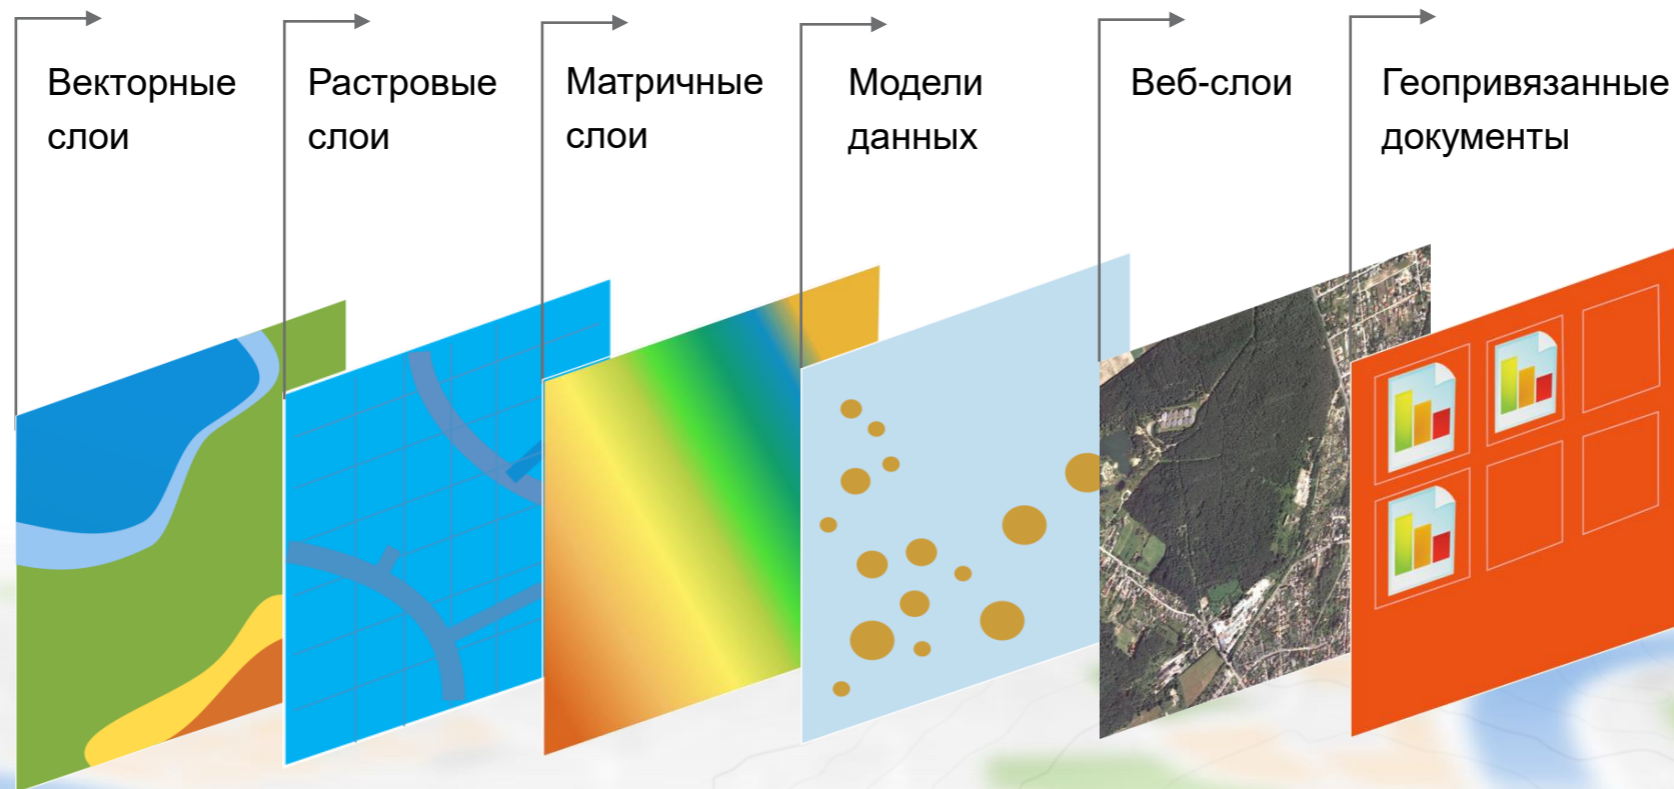 Векторные
слои
Растровые
слои
Матричные
слои
Модели
данных
Веб-слои
Геопривязанные
документы